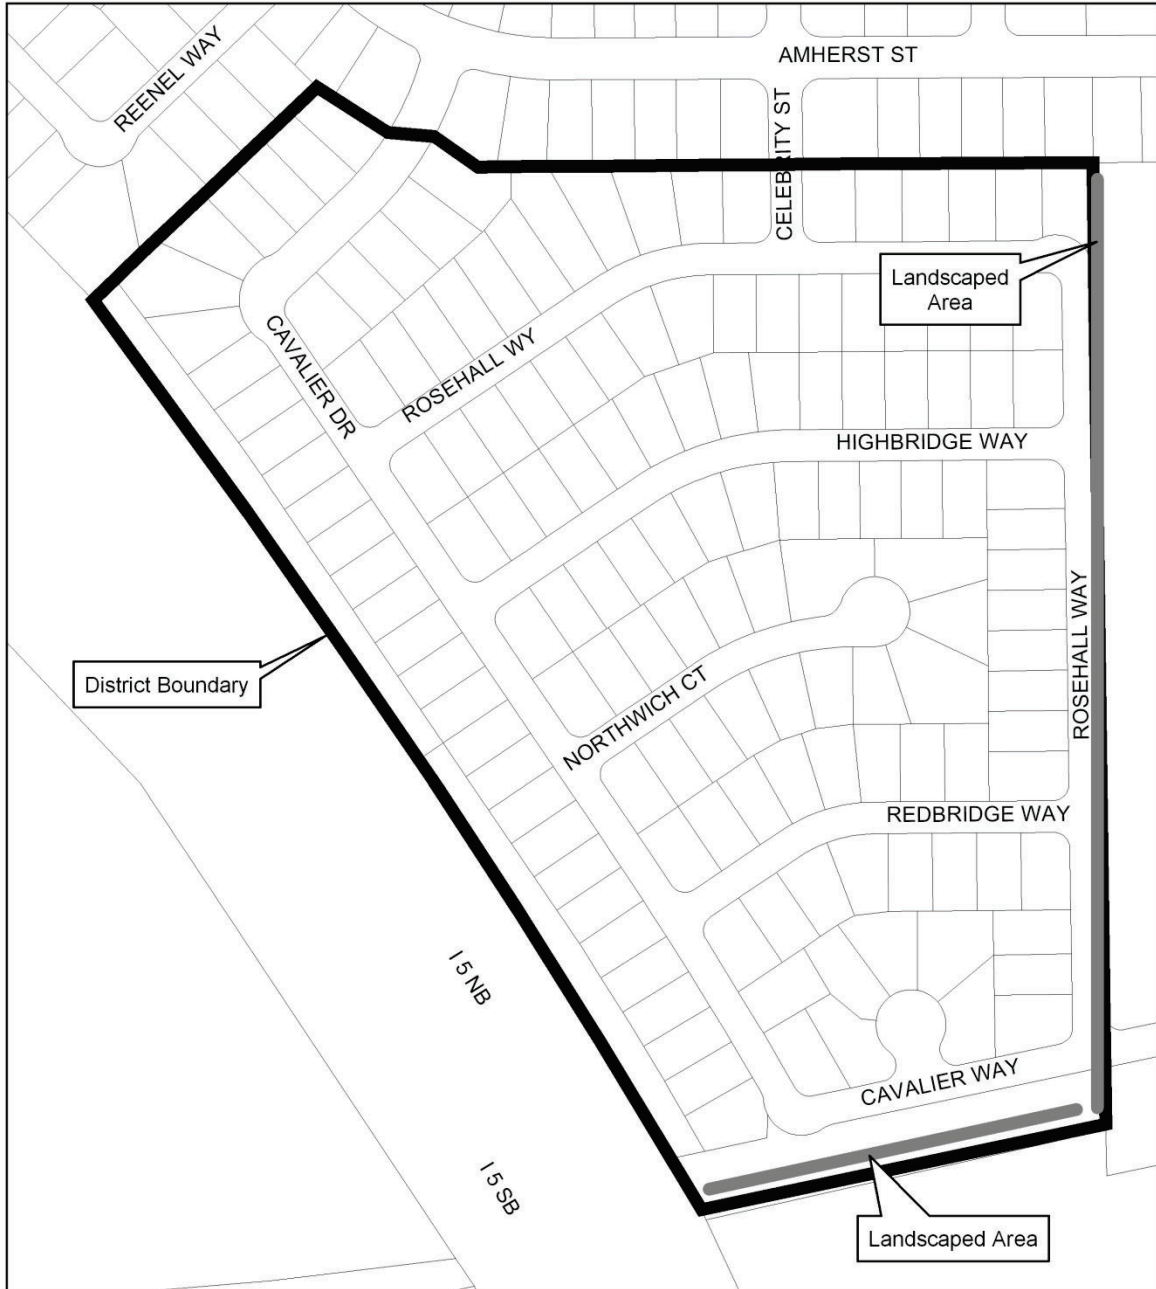 REENEL WAY
AMHERST ST
CELEBRITY ST
Landscaped
Area
CAVALIER DR
ROSEHALL WY
HIGHBRIDGE WAY
ROSEHALL WAY
District Boundary
NORTHWICH CT
REDBRIDGE WAY
I 5 NB
CAVALIER WAY
I 5 SB
Landscaped Area